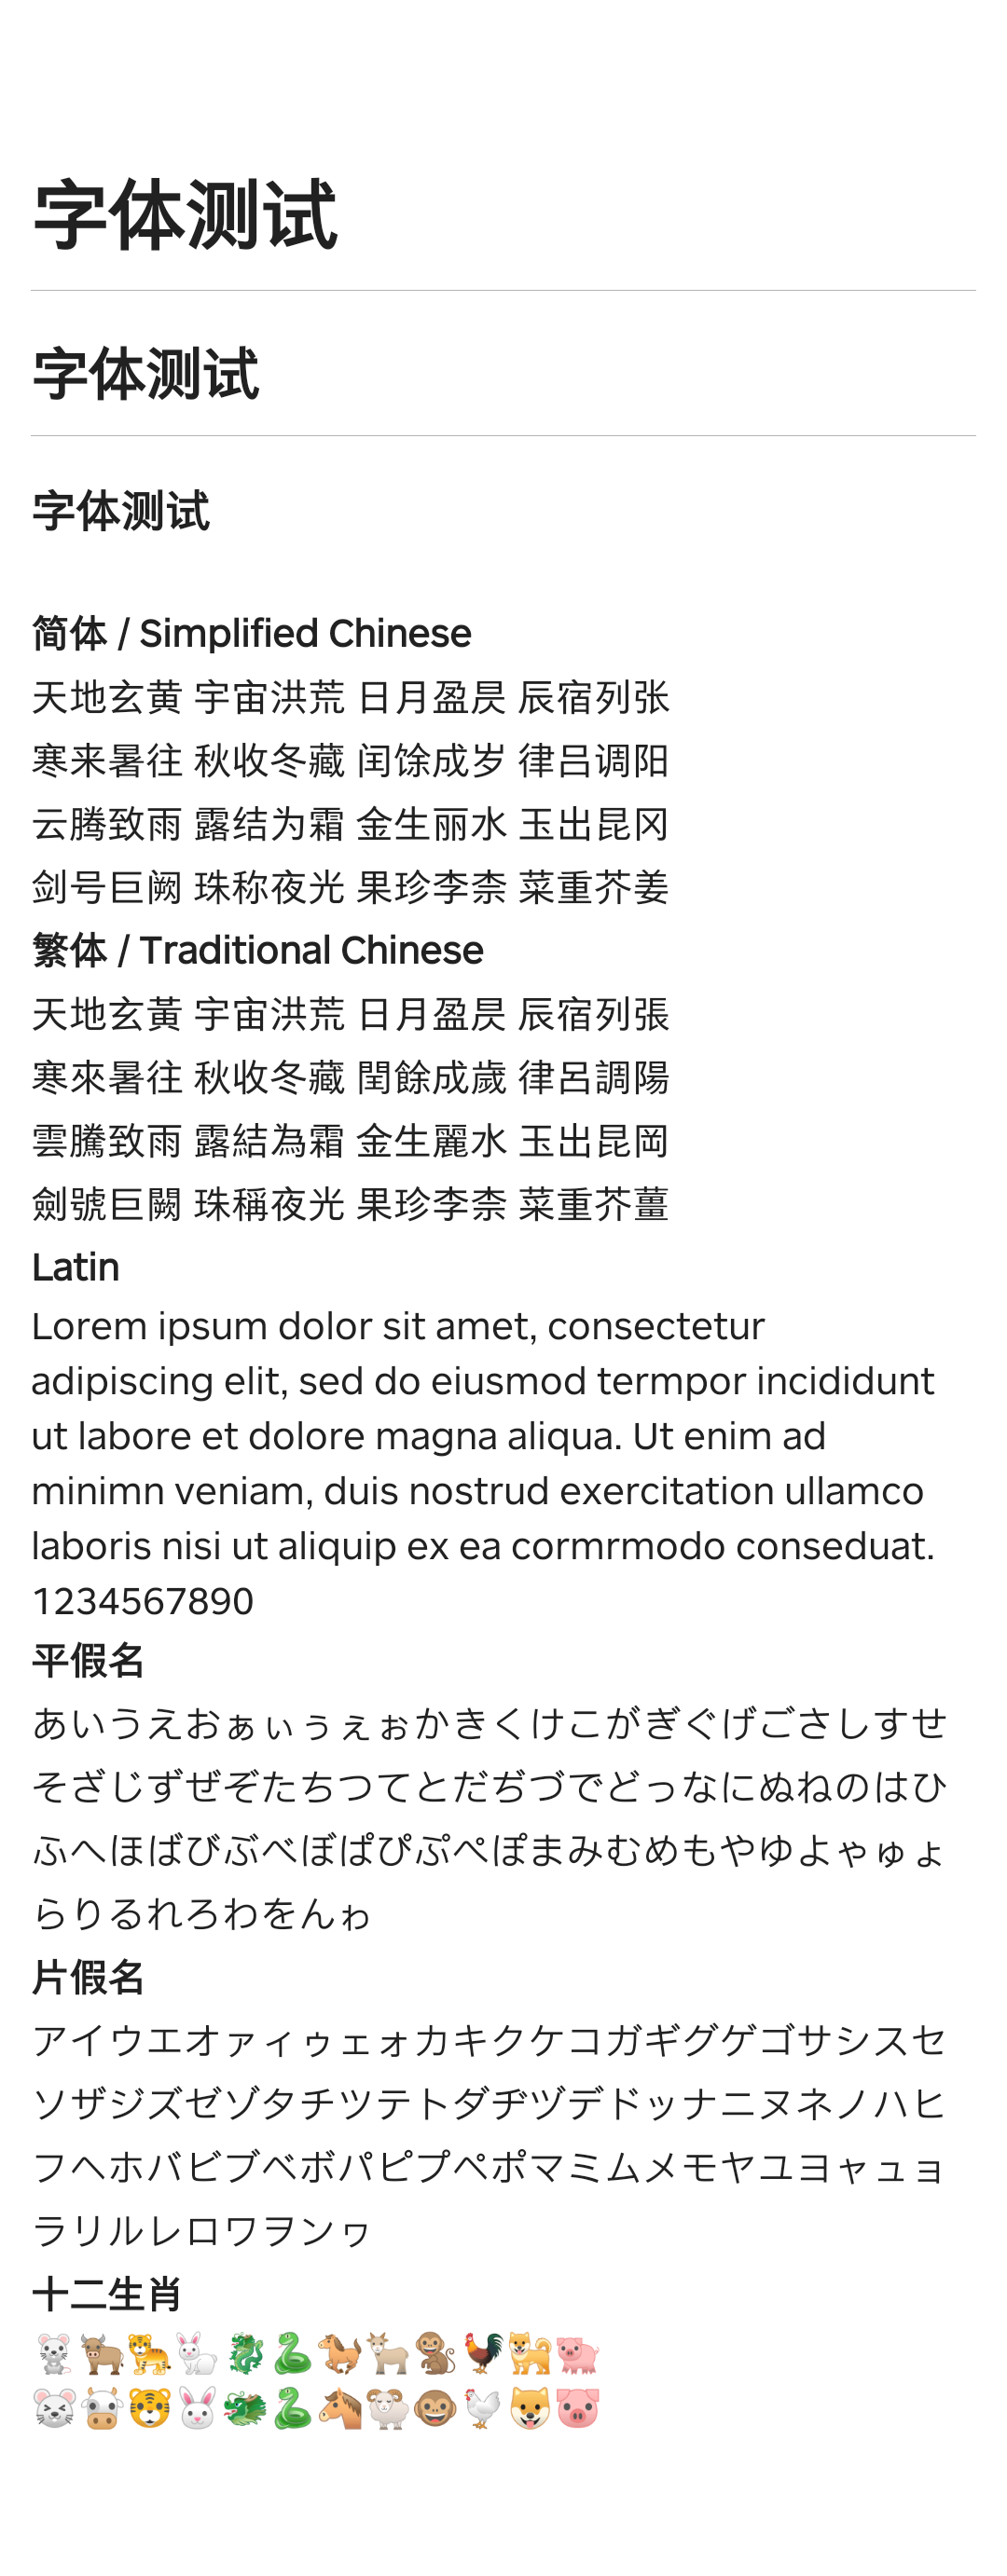 字体测试
字体测试
字体测试
简体 / Simplified Chinese
天地玄黄 宇宙洪荒 日月盈昃 辰宿列张
寒来暑往 秋收冬藏 闰馀成岁 律吕调阳
云腾致雨 露结为霜 金生丽水 玉出昆冈
剑号巨阙 珠称夜光 果珍李柰 菜重芥姜
繁体 / Traditional Chinese
天地玄黃 宇宙洪荒 日月盈昃 辰宿列張
寒來暑往 秋收冬藏 閏餘成歲 律呂調陽
雲騰致雨 露結為霜 金生麗水 玉出昆岡
劍號巨闕 珠稱夜光 果珍李柰 菜重芥薑
Latin
Lorem ipsum dolor sit amet, consectetur
adipiscing elit, sed do eiusmod termpor incididunt
ut labore et dolore magna aliqua. Ut enim ad
minimn veniam, duis nostrud exercitation ullamco
laboris nisi ut aliquip ex ea cormrmodo conseduat.
1234567890
平假名
あいうえおぁぃぅぇぉかきくけこがぎぐげごさしすせ
そざじずぜぞたちつてとだぢづでどっなにぬねのはひ
ふへほばびぶべぼぱぴぷぺぽまみむめもやゆよゃゅょ
らりるれろわをんゎ
片假名
アイウエオァィゥェォカキクケコガギグゲゴサシスセ
ソザジズゼゾタチツテトダヂヅデドッナニヌネノハヒ
フヘホバビブベボパピプペポマミムメモヤユヨャュョ
ラリルレロワヲンヮ
十二生肖
🐁🐂🐅🐇🐉🐍🐎🐐🐒🐓🐕🐖
🐭🐮🐯🐰🐲🐍🐴🐏🐵🐔🐶🐷